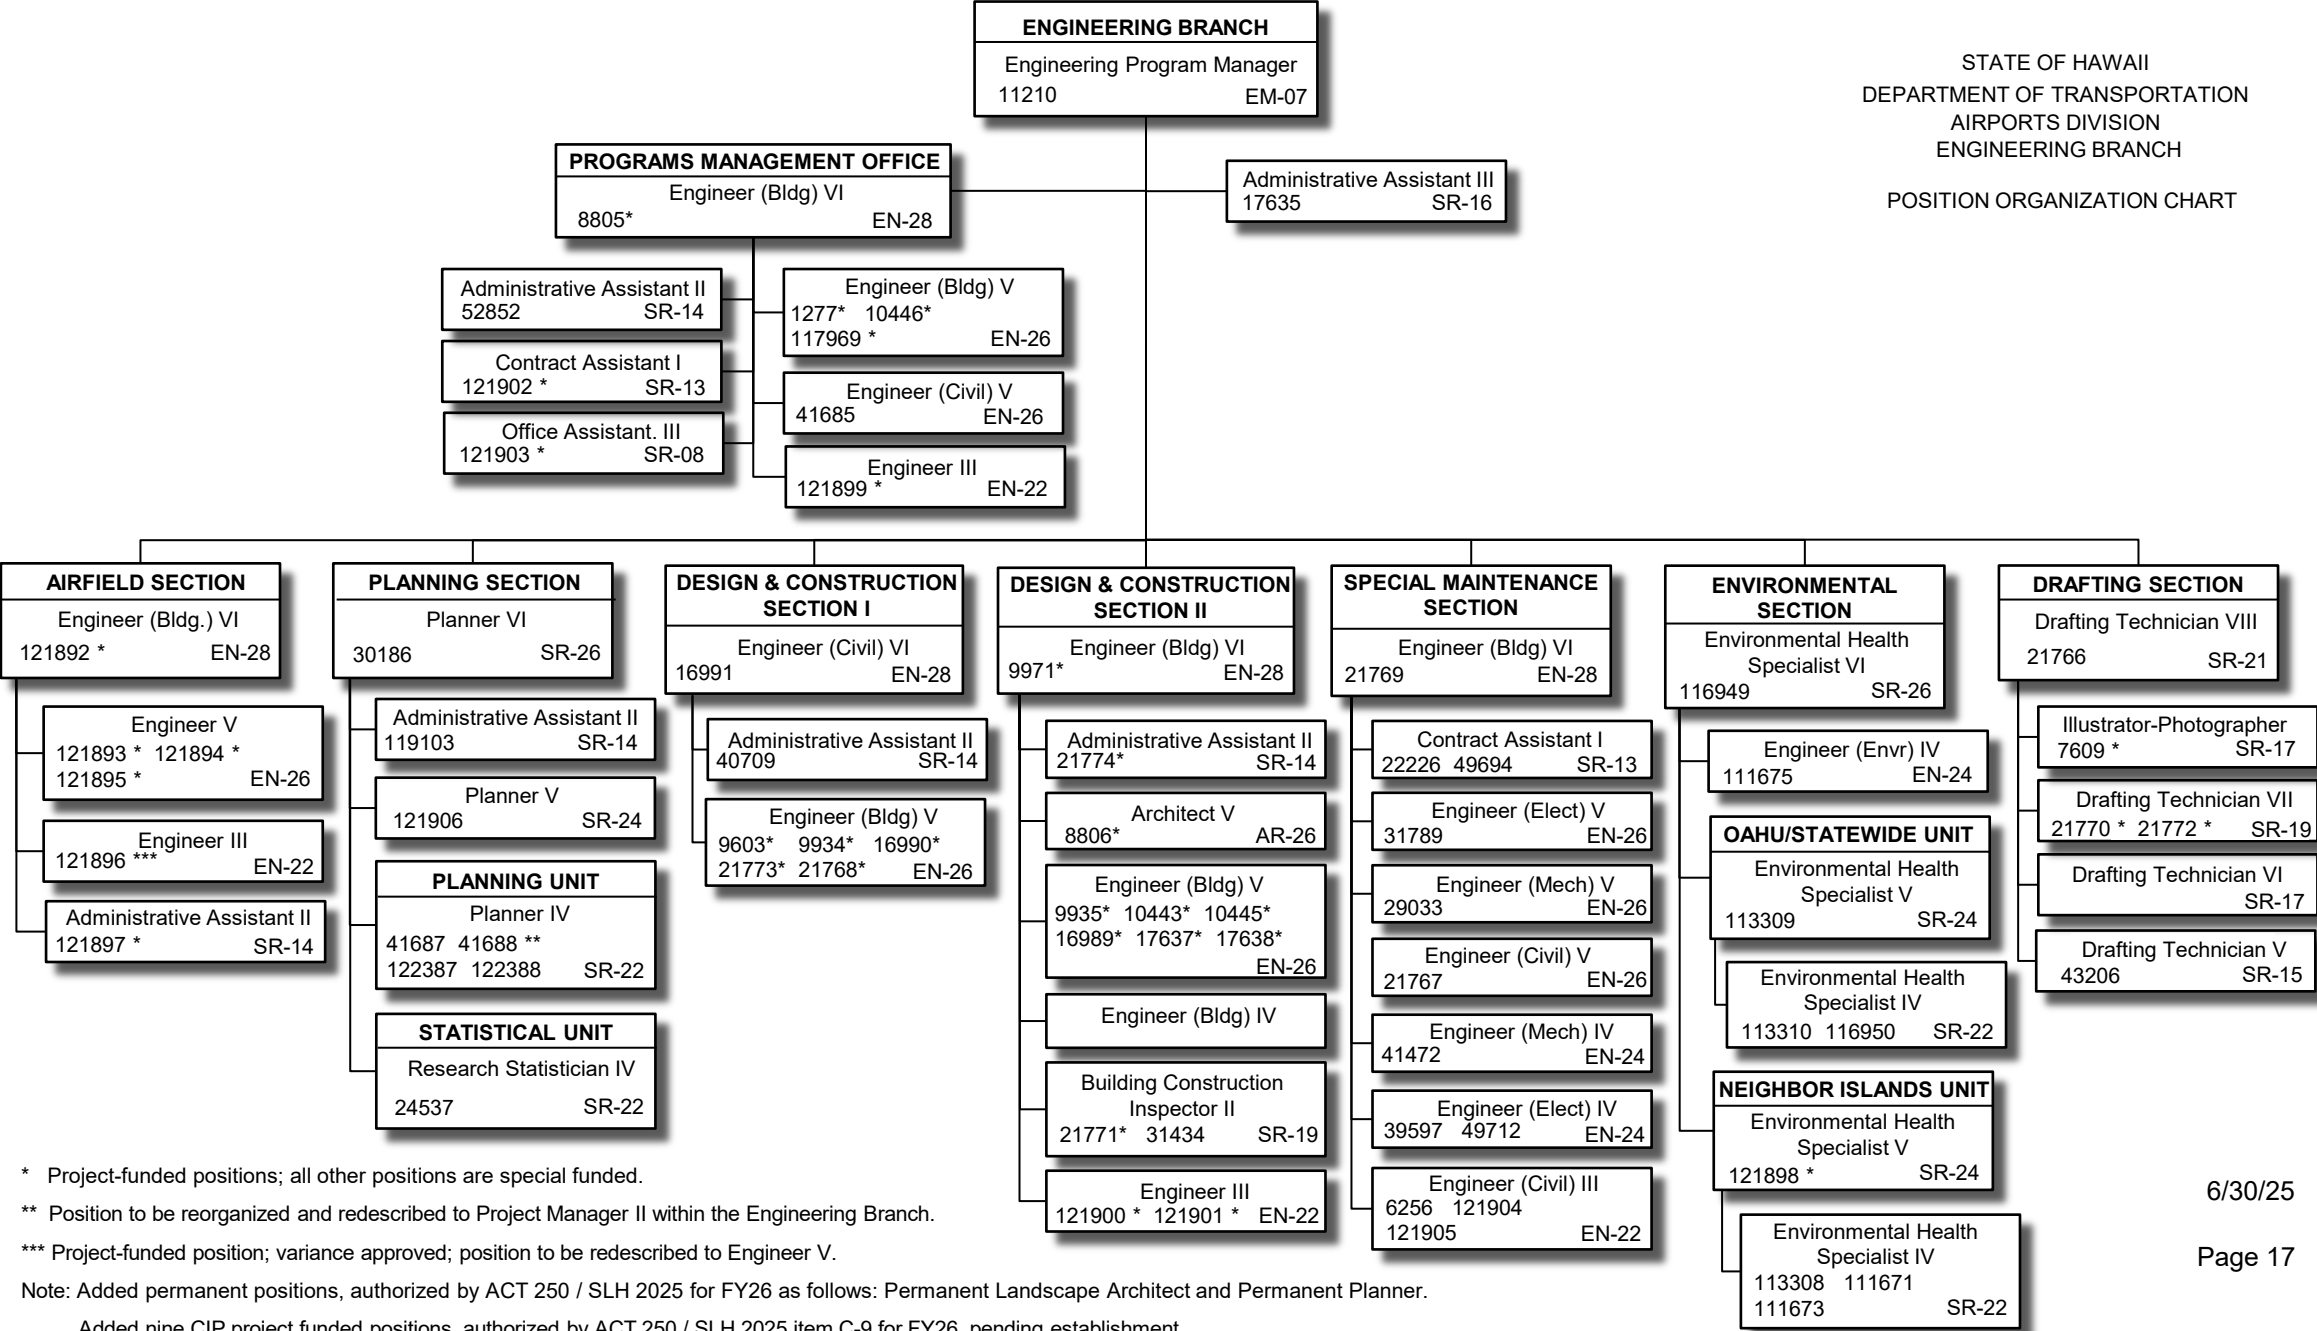 ENGINEERING BRANCH
Engineering Program Manager
11210 EM-07
STATE OF HAWAII
DEPARTMENT OF TRANSPORTATION
AIRPORTS DIVISION
ENGINEERING BRANCH
POSITION ORGANIZATION CHART
PROGRAMS MANAGEMENT OFFICE
Engineer (Bldg) VI
8805* EN-28
Administrative Assistant III
17635 SR-16
Administrative Assistant II
52852 SR-14
Contract Assistant I
121902 * SR-13
Office Assistant. III
121903 * SR-08
Engineer (Bldg) V
1277* 10446*
117969 * EN-26
Engineer (Civil) V
41685 EN-26
Engineer III
121899 * EN-22
AIRFIELD SECTION
Engineer (Bldg.) VI
121892 * EN-28
Engineer V
121893 * 121894 *
121895 * EN-26
Engineer III
121896 *** EN-22
Administrative Assistant II
121897 * SR-14
PLANNING SECTION
Planner VI
30186 SR-26
Administrative Assistant II
119103 SR-14
Planner V
121906 SR-24
PLANNING UNIT
Planner IV
41687 41688 **
122387 122388 SR-22
STATISTICAL UNIT
Research Statistician IV
24537 SR-22
DESIGN & CONSTRUCTION
SECTION I
Engineer (Civil) VI
16991 EN-28
Administrative Assistant II
40709 SR-14
Engineer (Bldg) V
9603* 9934* 16990*
21773* 21768* EN-26
DESIGN & CONSTRUCTION
SECTION II
Engineer (Bldg) VI
9971* EN-28
Administrative Assistant II
21774* SR-14
Architect V
8806* AR-26
Engineer (Bldg) V
9935* 10443* 10445*
16989* 17637* 17638*
EN-26
Engineer (Bldg) IV
Building Construction
Inspector II
21771* 31434 SR-19
Engineer III
121900 * 121901 * EN-22
SPECIAL MAINTENANCE
SECTION
Engineer (Bldg) VI
21769 EN-28
Contract Assistant I
22226 49694 SR-13
Engineer (Elect) V
31789 EN-26
Engineer (Mech) V
29033 EN-26
Engineer (Civil) V
21767 EN-26
Engineer (Mech) IV
41472 EN-24
Engineer (Elect) IV
39597 49712 EN-24
Engineer (Civil) III
6256 121904
121905 EN-22
ENVIRONMENTAL
SECTION
Environmental Health
Specialist VI
116949 SR-26
Engineer (Envr) IV
111675 EN-24
OAHU/STATEWIDE UNIT
Environmental Health
Specialist V
113309 SR-24
Environmental Health
Specialist IV
113310 116950 SR-22
NEIGHBOR ISLANDS UNIT
Environmental Health
Specialist V
121898 * SR-24
Environmental Health
Specialist IV
113308 111671
111673 SR-22
DRAFTING SECTION
Drafting Technician VIII
21766 SR-21
Illustrator-Photographer
7609 * SR-17
Drafting Technician VII
21770 * 21772 * SR-19
Drafting Technician VI
SR-17
Drafting Technician V
43206 SR-15
* Project-funded positions; all other positions are special funded.
** Position to be reorganized and redescribed to Project Manager II within the Engineering Branch.
*** Project-funded position; variance approved; position to be redescribed to Engineer V.
Note: Added permanent positions, authorized by ACT 250 / SLH 2025 for FY26 as follows: Permanent Landscape Architect and Permanent Planner.
Added nine CIP project funded positions, authorized by ACT 250 / SLH 2025 item C-9 for FY26, pending establishment.
6/30/25
Page 17